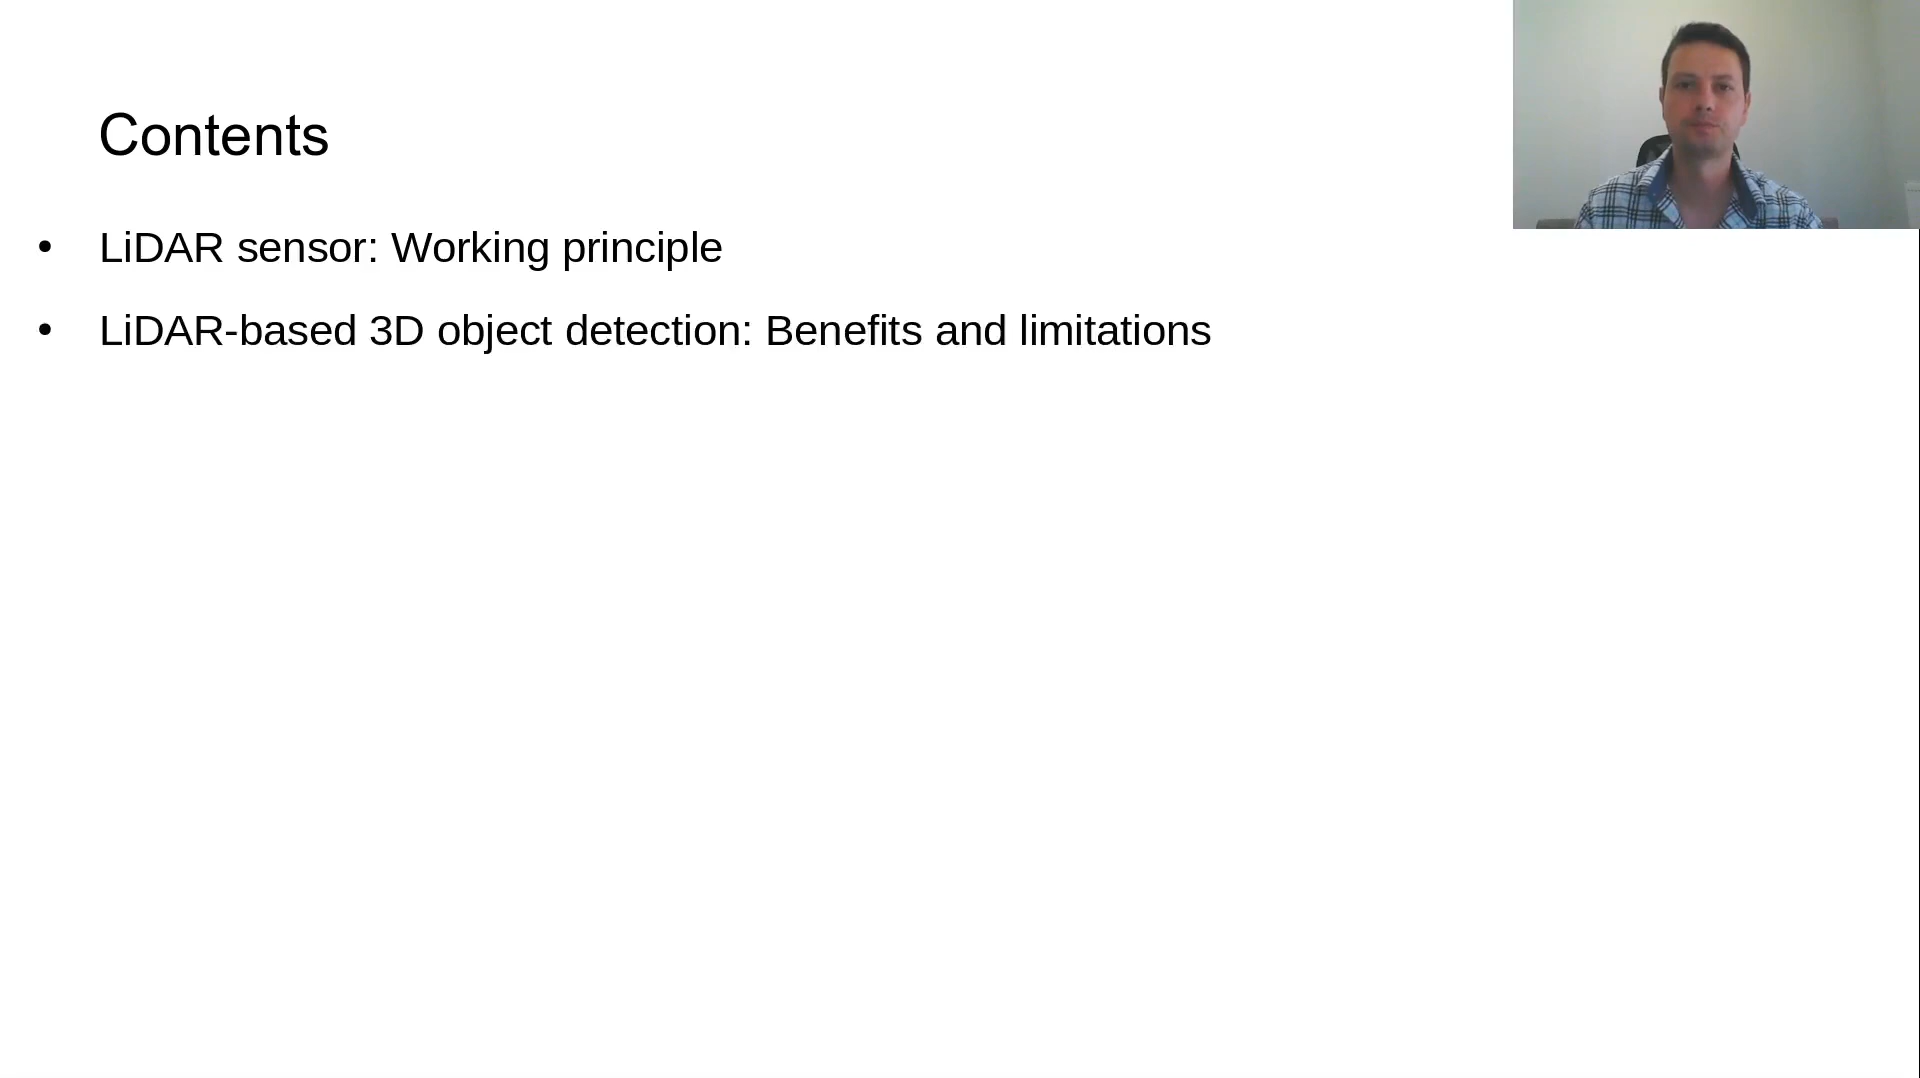 Contents
• LiDAR sensor: Working principle
• LiDAR-based 3D object detection: Benefits and limitations